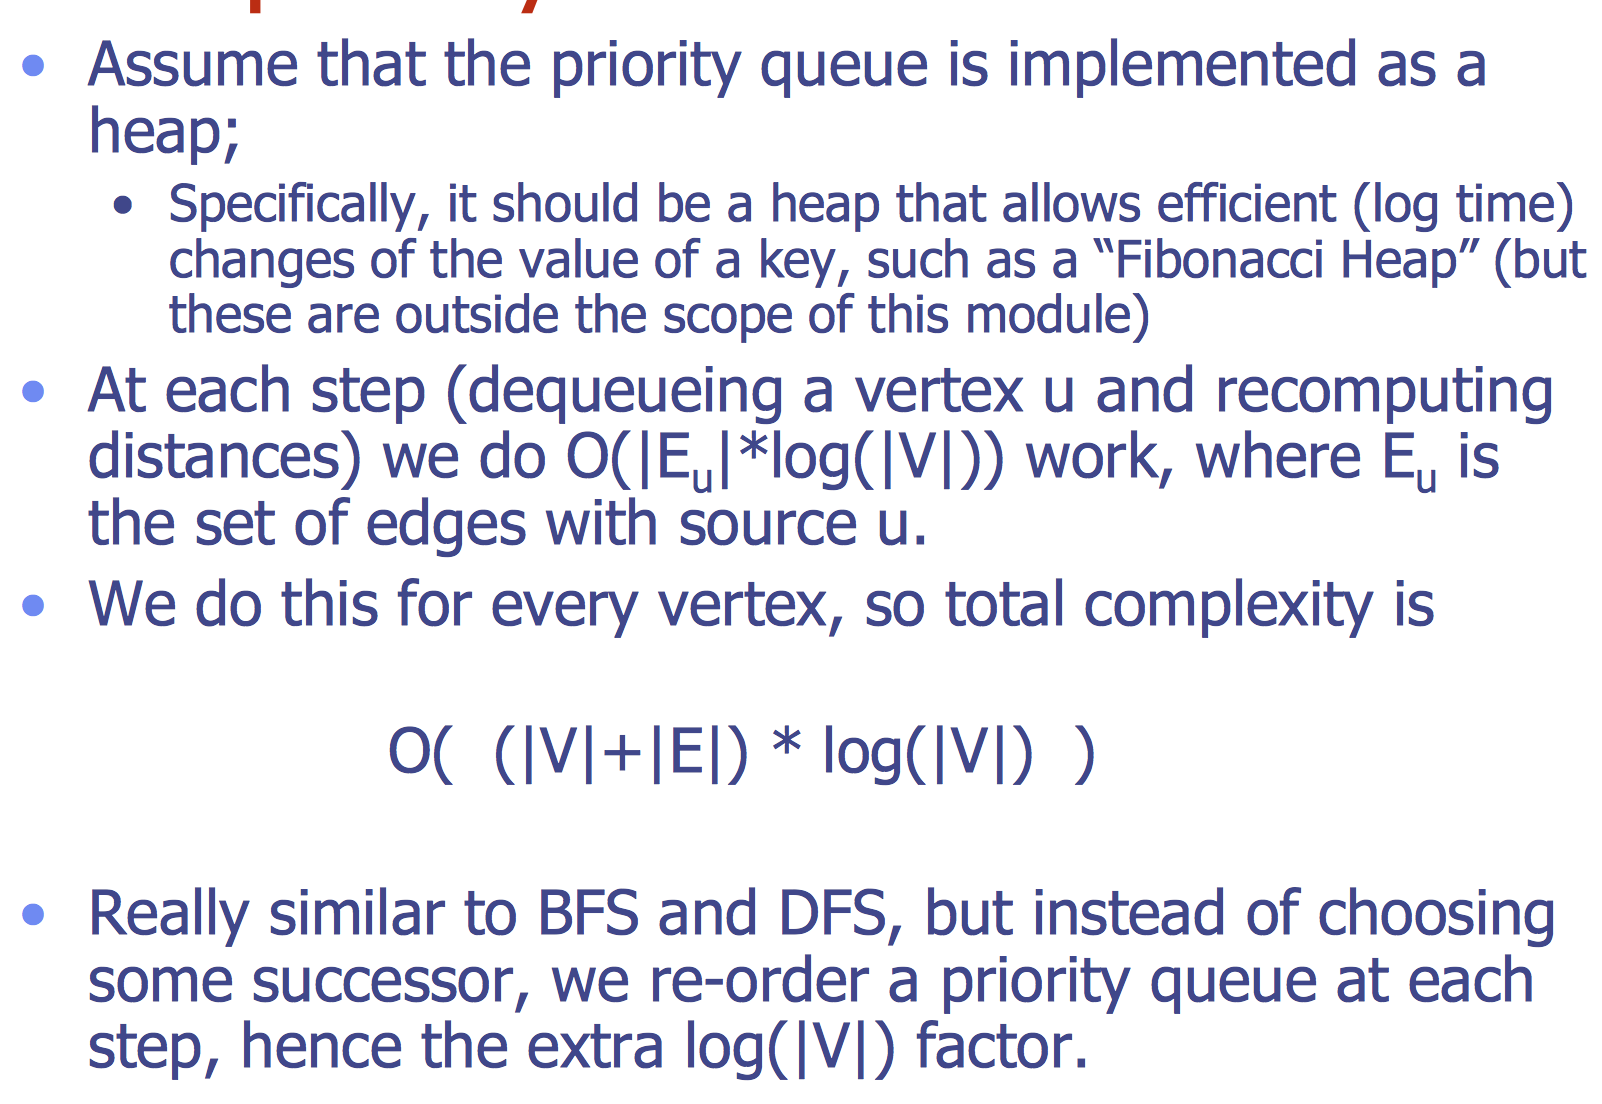 • Assume that the priority queue is implemented as a
heap;
• Specifically, it should be a heap that allows efficient (log time)
changes of the value of a key, such as a “Fibonacci Heap” (but
these are outside the scope of this module)
• At each step (dequeueing a vertex u and recomputing
distances) we do O(|Eu|*log(|V|)) work, where Eu is
the set of edges with source u.
• We do this for every vertex, so total complexity is
O( (|V|+|E|) * log(|V|) )
• Really similar to BFS and DFS, but instead of choosing
some successor, we re-order a priority queue at each
step, hence the extra log(|V|) factor.